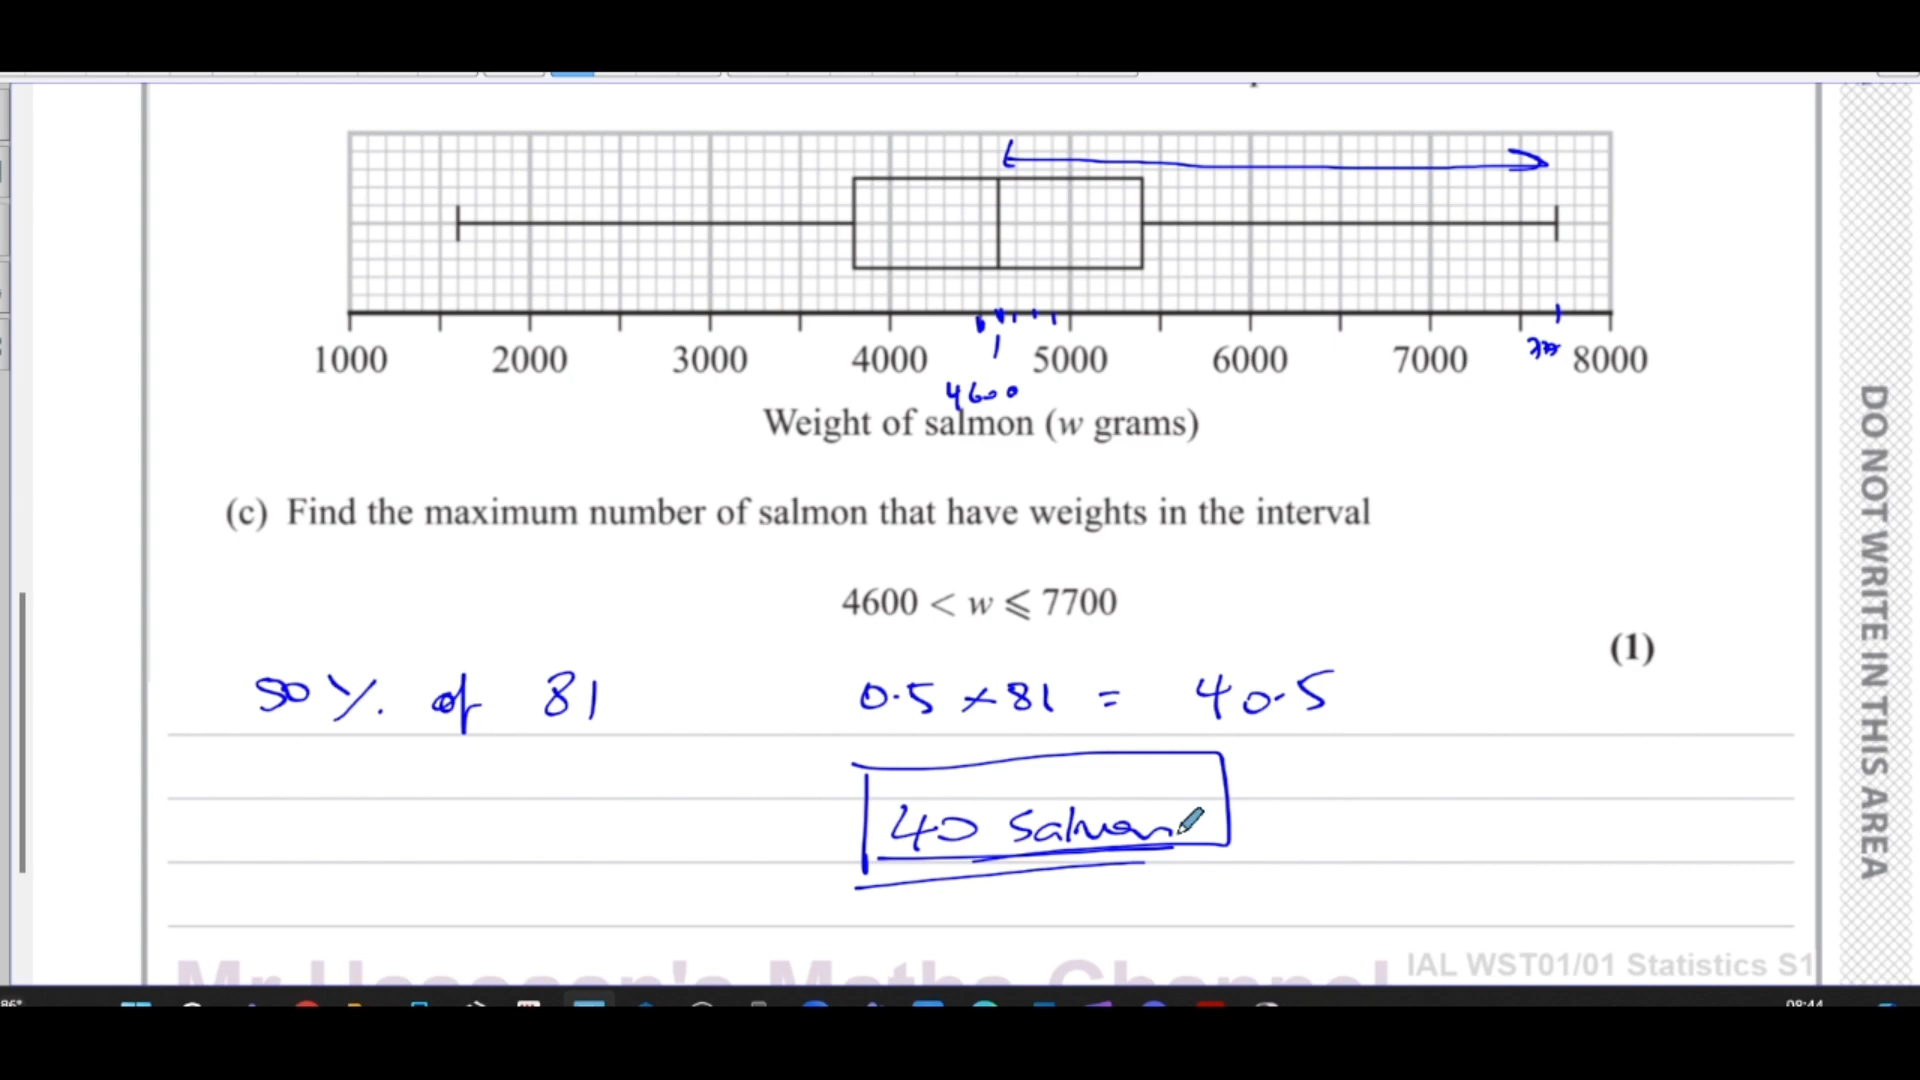 1000 2000 3000 4000 5000 6000 7000 8000
4600
Weight of salmon (w grams)
(c) Find the maximum number of salmon that have weights in the interval
4600 < w ⩽ 7700
(1)
50% of 81 0.5 × 81 = 40.5
40 Salmon
IAL WST01/01 Statistics S1
DO NOT WRITE IN THIS AREA
08:44